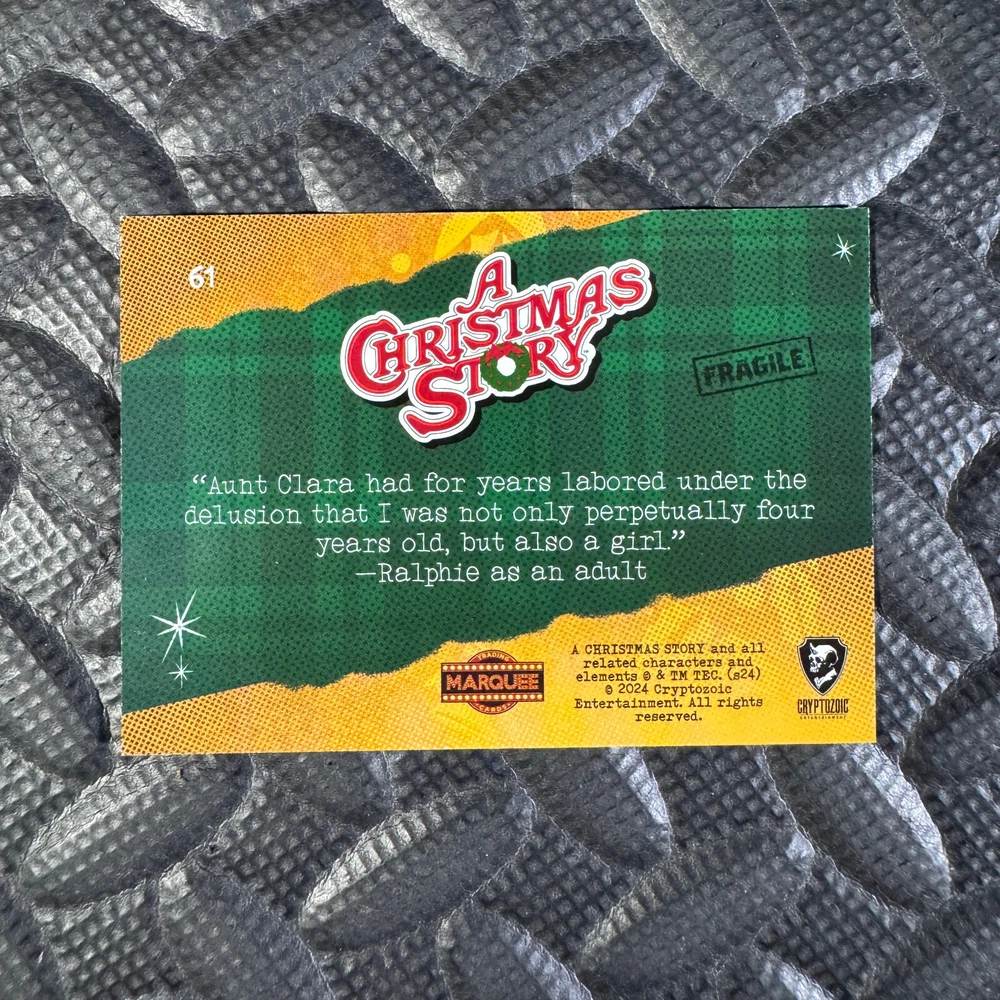 61
A
CHRISTMAS
STORY
FRAGILE
“Aunt Clara had for years labored under the
delusion that I was not only perpetually four
years old, but also a girl.”
—Ralphie as an adult
TRADING
MARQUEE
CARDS
A CHRISTMAS STORY and all
related characters and
elements © & TM TEC. (s24)
© 2024 Cryptozoic
Entertainment. All rights
reserved.
CRYPTOZOIC
ENTERTAINMENT